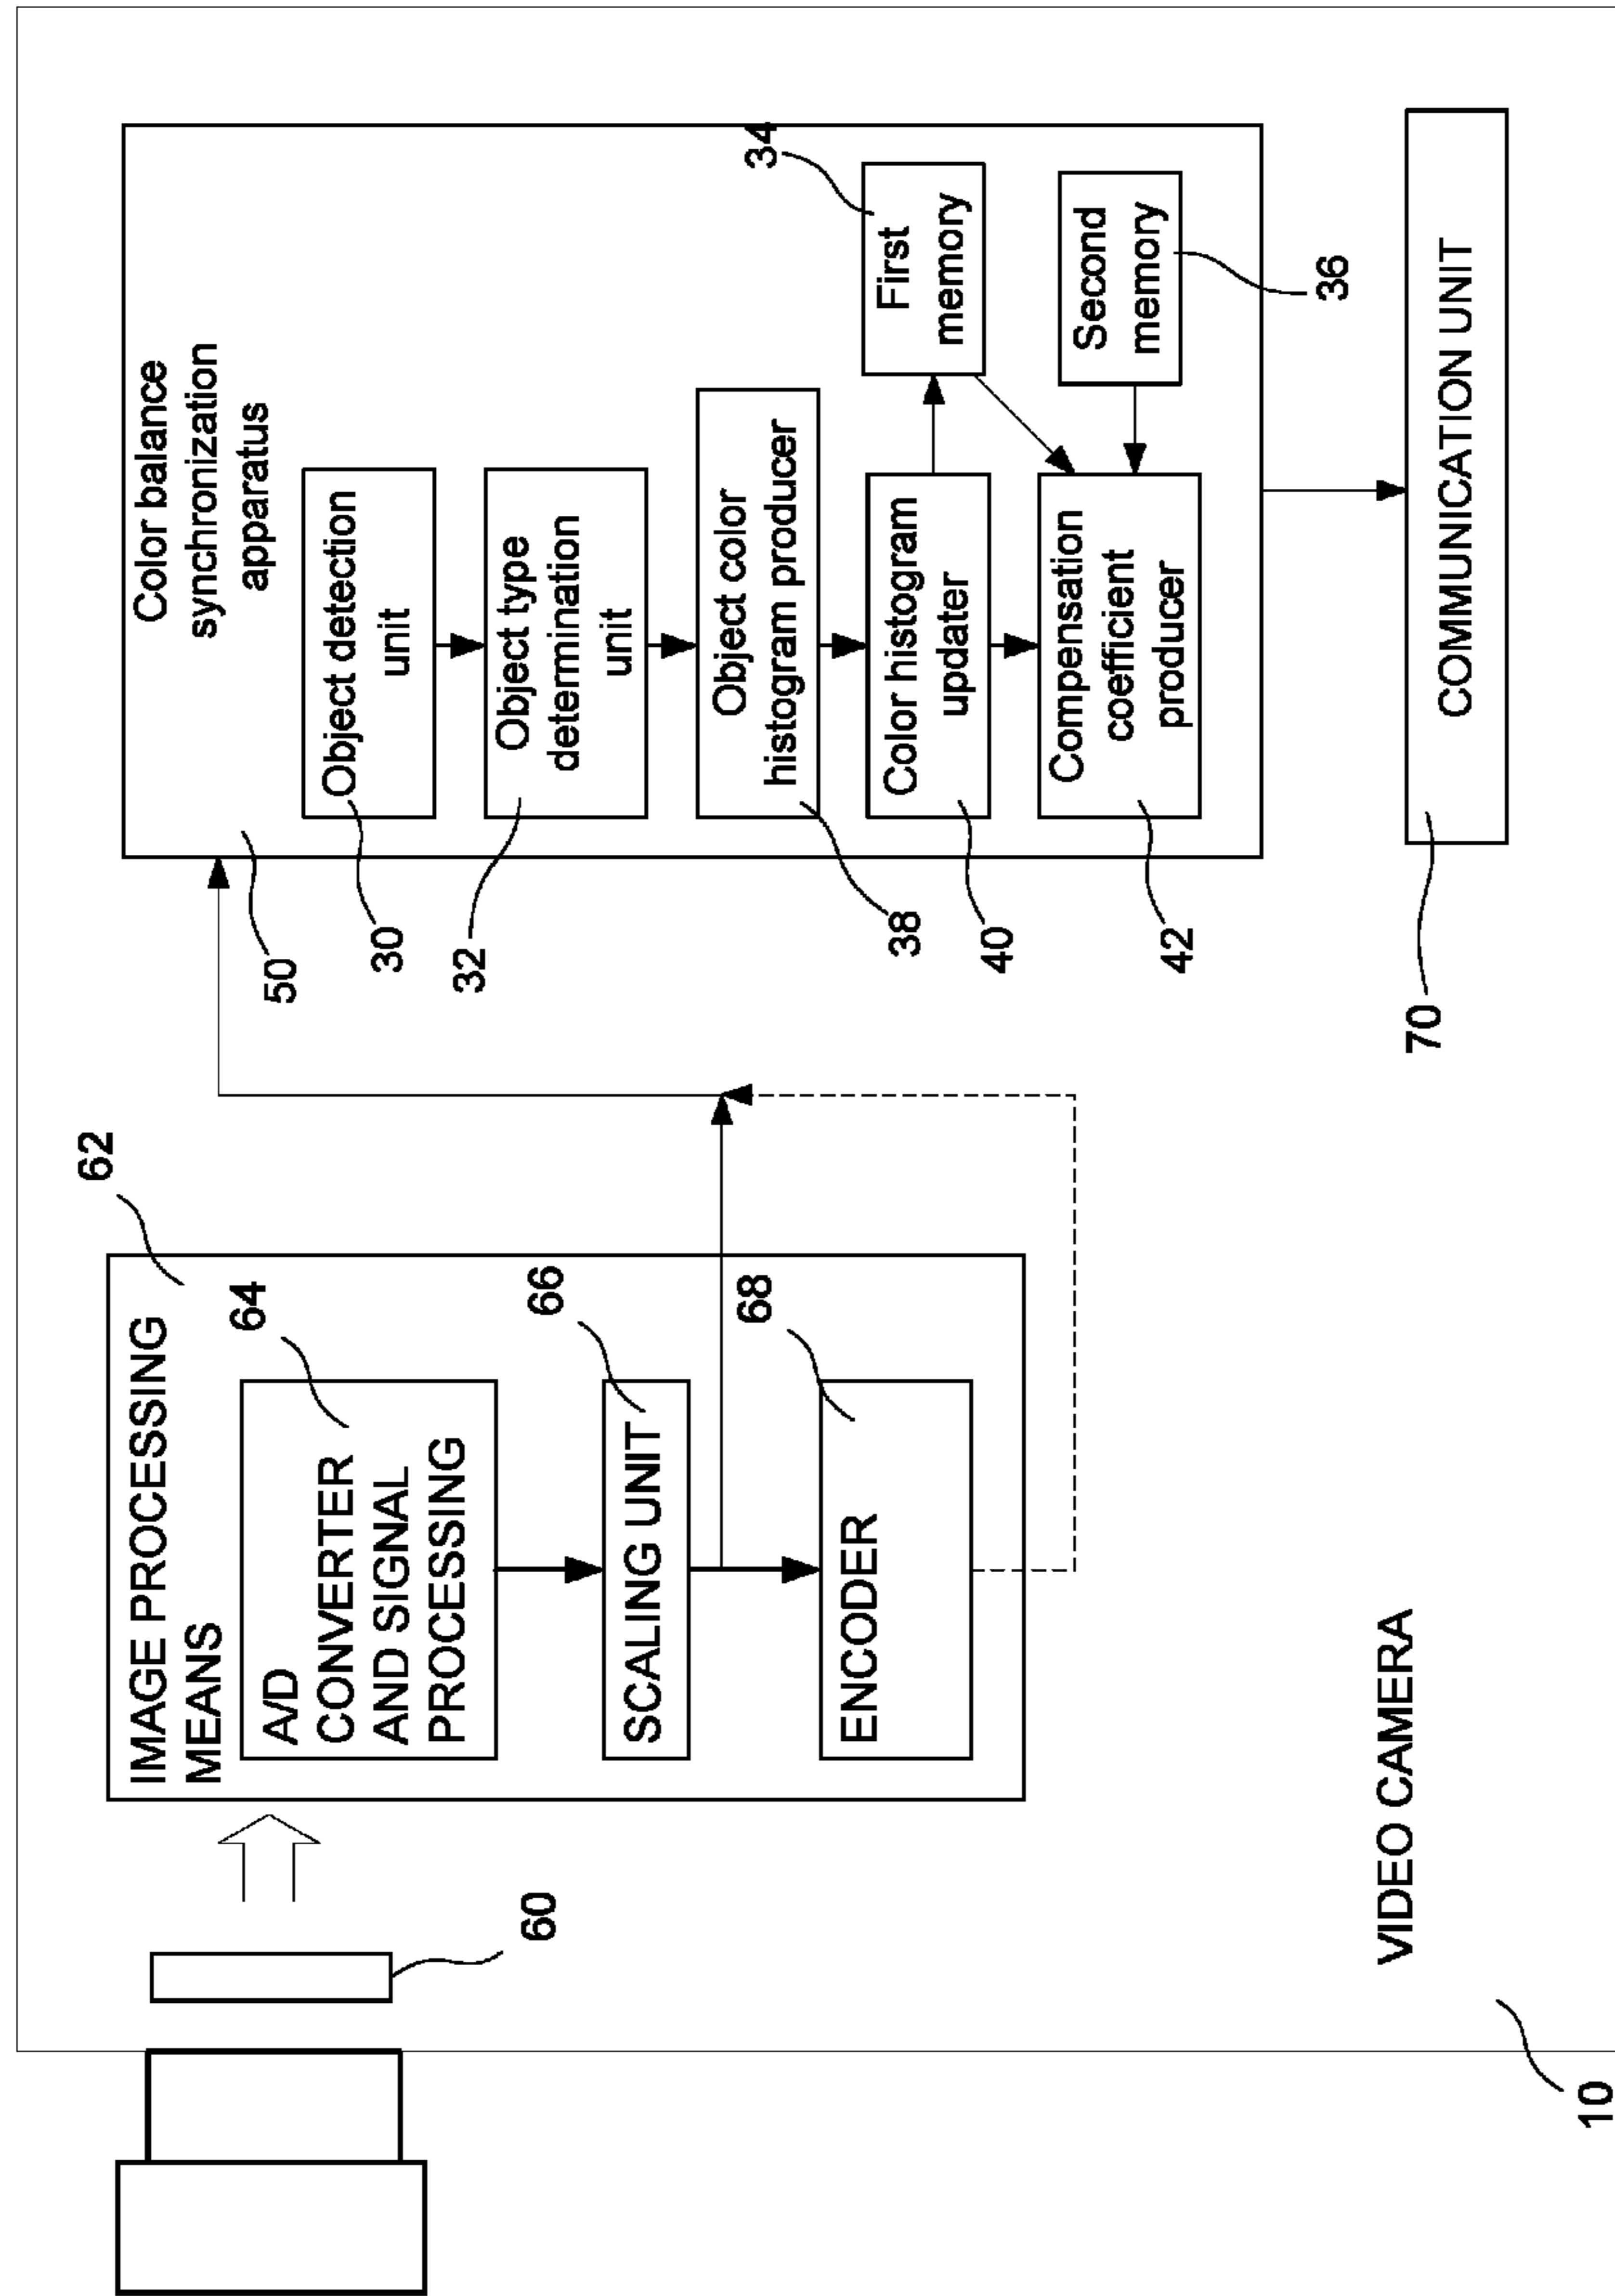 60
IMAGE PROCESSING
MEANS
62
A/D
CONVERTER
AND SIGNAL
PROCESSING
64
SCALING UNIT
66
ENCODER
68
Color balance
synchronization
apparatus
50
Object detection
unit
30
Object type
determination
unit
32
Object color
histogram producer
38
Color histogram
updater
40
First
memory
34
Compensation
coefficient
producer
42
Second
memory
36
COMMUNICATION UNIT
70
VIDEO CAMERA
10